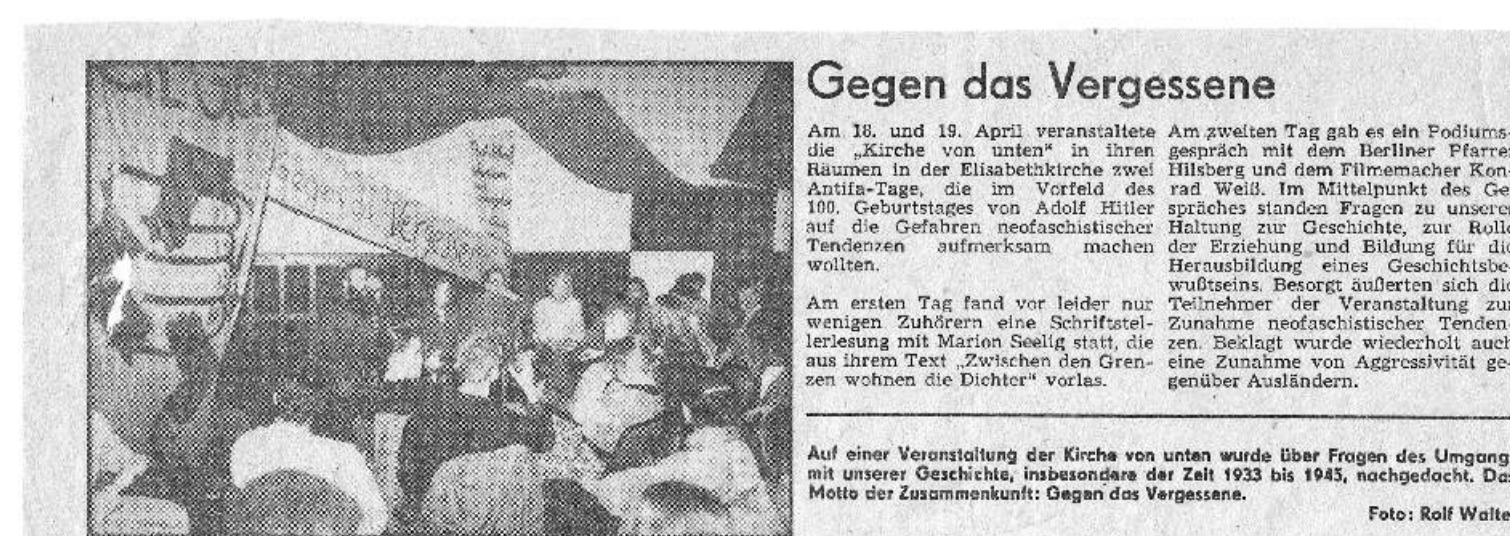 Gegen das Vergessene
Am 18. und 19. April veranstaltete
die „Kirche von unten“ in ihren
Räumen in der Elisabethkirche zwei
Antifa-Tage, die im Vorfeld des
100. Geburtstages von Adolf Hitler
auf die Gefahren neofaschistischer
Tendenzen aufmerksam machen
wollten.
Am ersten Tag fand vor leider nur
wenigen Zuhörern eine Schriftstel-
lerlesung mit Marion Seelig statt, die
aus ihrem Text „Zwischen den Gren-
zen wohnen die Dichter“ vorlas.
Am zweiten Tag gab es ein Podiums-
gespräch mit dem Berliner Pfarrer
Hilsberg und dem Filmemacher Kon-
rad Weiß. Im Mittelpunkt des Ge-
spräches standen Fragen zu unserer
Haltung zur Geschichte, zur Rolle
der Erziehung und Bildung für die
Herausbildung eines Geschichtsbe-
wußtseins. Besorgt äußerten sich die
Teilnehmer der Veranstaltung zur
Zunahme neofaschistischer Tenden-
zen. Beklagt wurde wiederholt auch
eine Zunahme von Aggressivität ge-
genüber Ausländern.
Auf einer Veranstaltung der Kirche von unten wurde über Fragen des Umgang
mit unserer Geschichte, insbesondere der Zeit 1933 bis 1945, nachgedacht. Das
Motto der Zusammenkunft: Gegen das Vergessene.
Foto: Rolf Walte